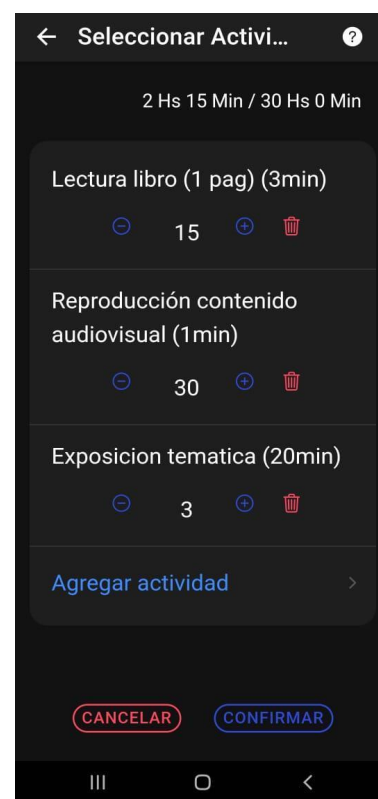 Seleccionar Activi...
2 Hs 15 Min / 30 Hs 0 Min
Lectura libro (1 pag) (3min)
15
Reproducción contenido
audiovisual (1min)
30
Exposicion tematica (20min)
3
Agregar actividad
CANCELAR CONFIRMAR